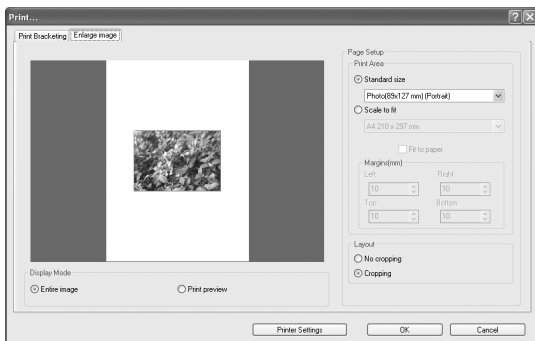 Print...
Print Bracketing Enlarge image
Page Setup
Print Area
Standard size
Photo(89x127 mm) (Portrait)
Scale to fit
A4 210 x 297 mm
Fit to paper
Margins(mm)
Left Right
10 10
Top Bottom
10 10
Layout
No cropping
Cropping
Display Mode
Entire image Print preview
Printer Settings OK Cancel